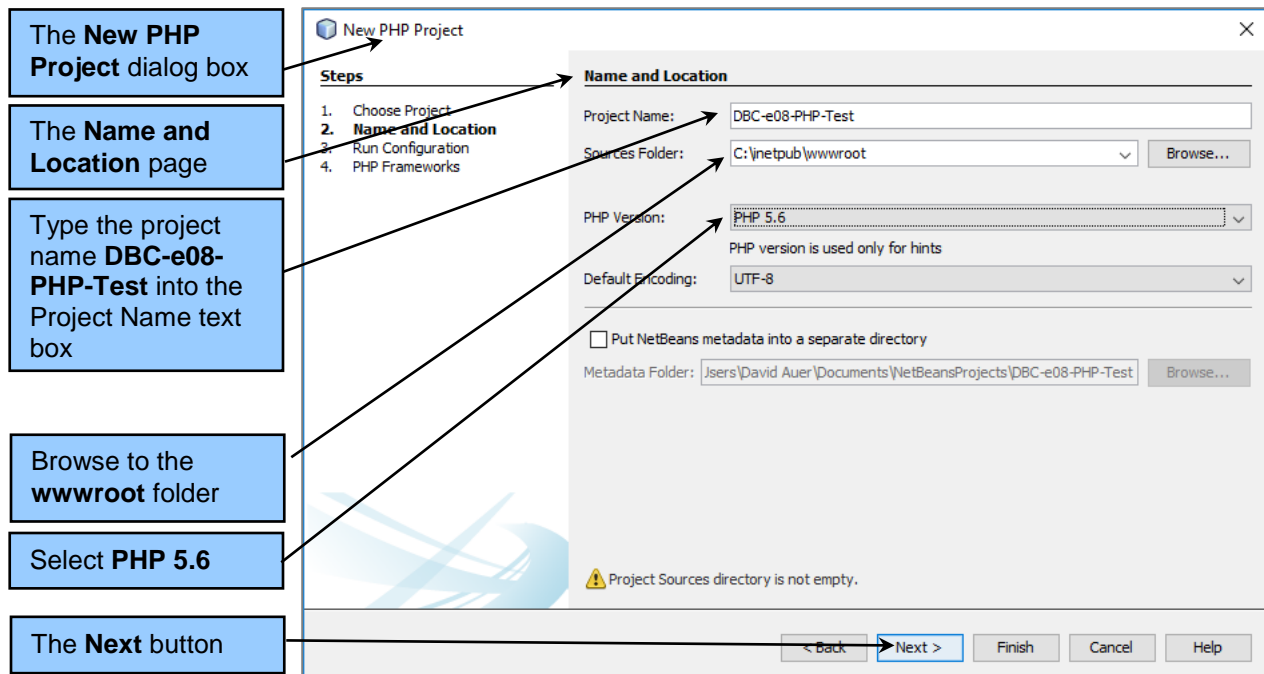 The New PHP
Project dialog box
The Name and
Location page
Type the project
name DBC-e08-
PHP-Test into the
Project Name text
box
Browse to the
wwwroot folder
Select PHP 5.6
The Next button
New PHP Project
Steps
1. Choose Project
2. Name and Location
3. Run Configuration
4. PHP Frameworks
Name and Location
Project Name: DBC-e08-PHP-Test
Sources Folder: C:\inetpub\wwwroot Browse...
PHP Version: PHP 5.6
PHP version is used only for hints
Default Encoding: UTF-8
Put NetBeans metadata into a separate directory
Metadata Folder: Jsers\David Auer\Documents\NetBeansProjects\DBC-e08-PHP-Test Browse...
Project Sources directory is not empty.
< Back Next > Finish Cancel Help